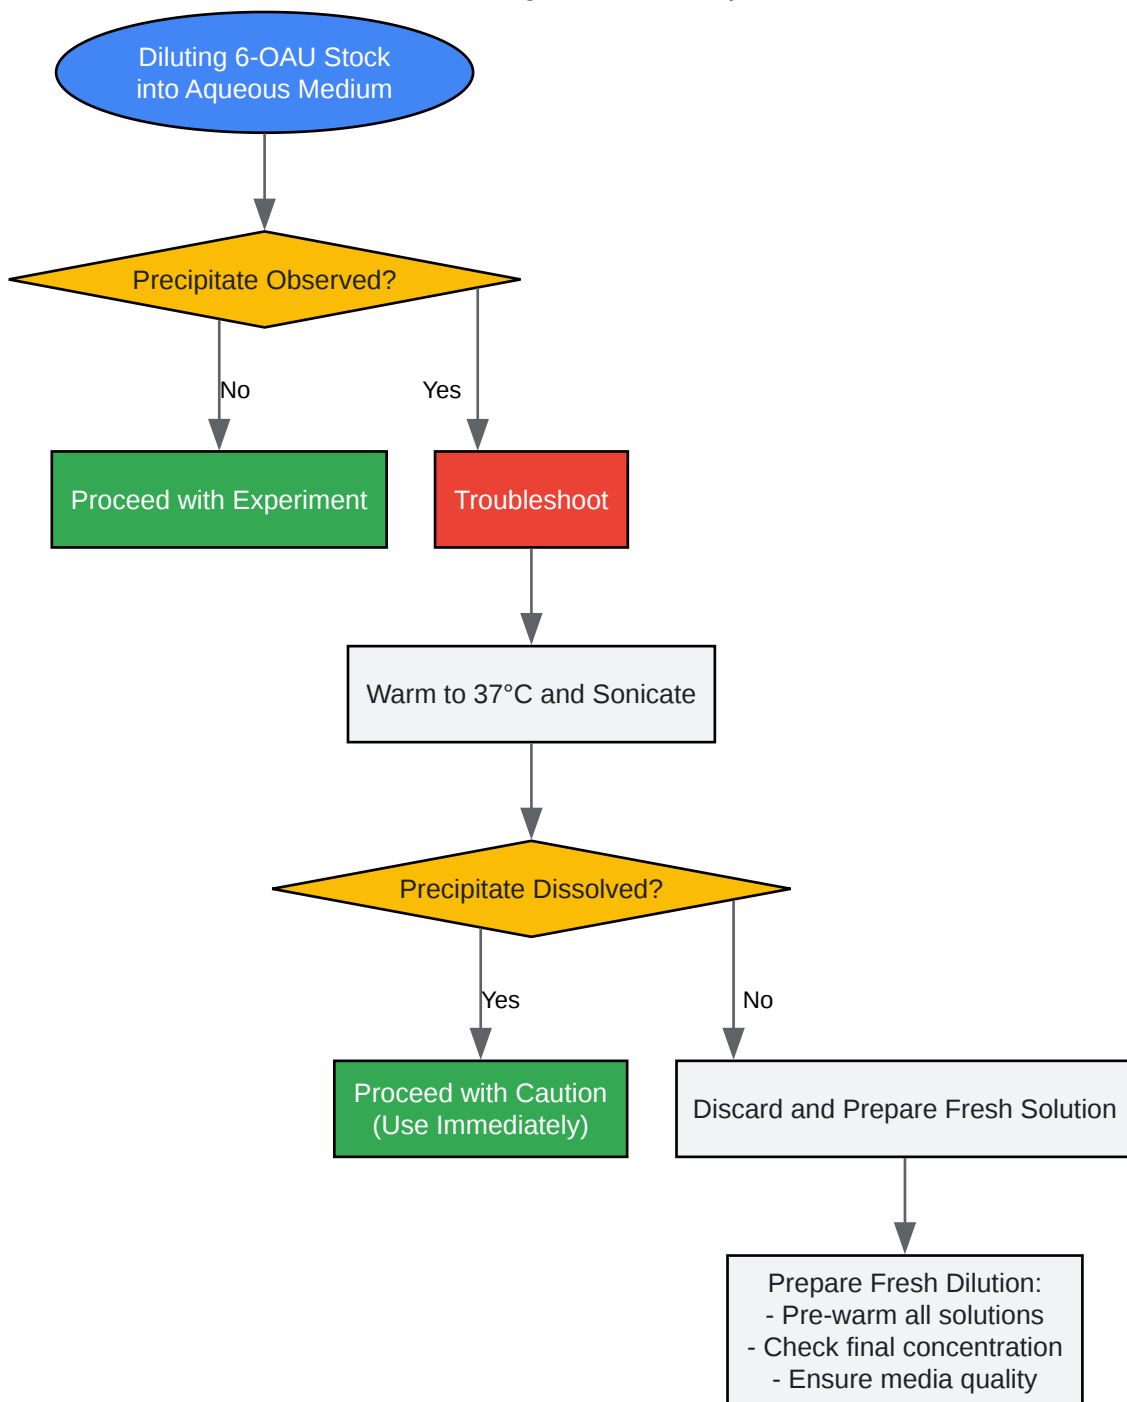 Diluting 6-OAU Stock
into Aqueous Medium
Precipitate Observed?
No
Yes
Proceed with Experiment
Troubleshoot
Warm to 37°C and Sonicate
Precipitate Dissolved?
Yes
No
Proceed with Caution
(Use Immediately)
Discard and Prepare Fresh Solution
Prepare Fresh Dilution:
- Pre-warm all solutions
- Check final concentration
- Ensure media quality